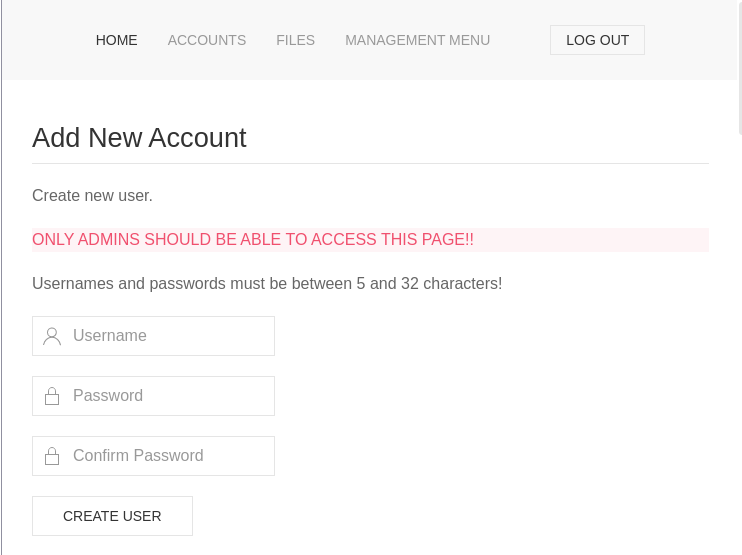 HOME ACCOUNTS FILES MANAGEMENT MENU LOG OUT
Add New Account
Create new user.
ONLY ADMINS SHOULD BE ABLE TO ACCESS THIS PAGE!!
Usernames and passwords must be between 5 and 32 characters!
Username
Password
Confirm Password
CREATE USER